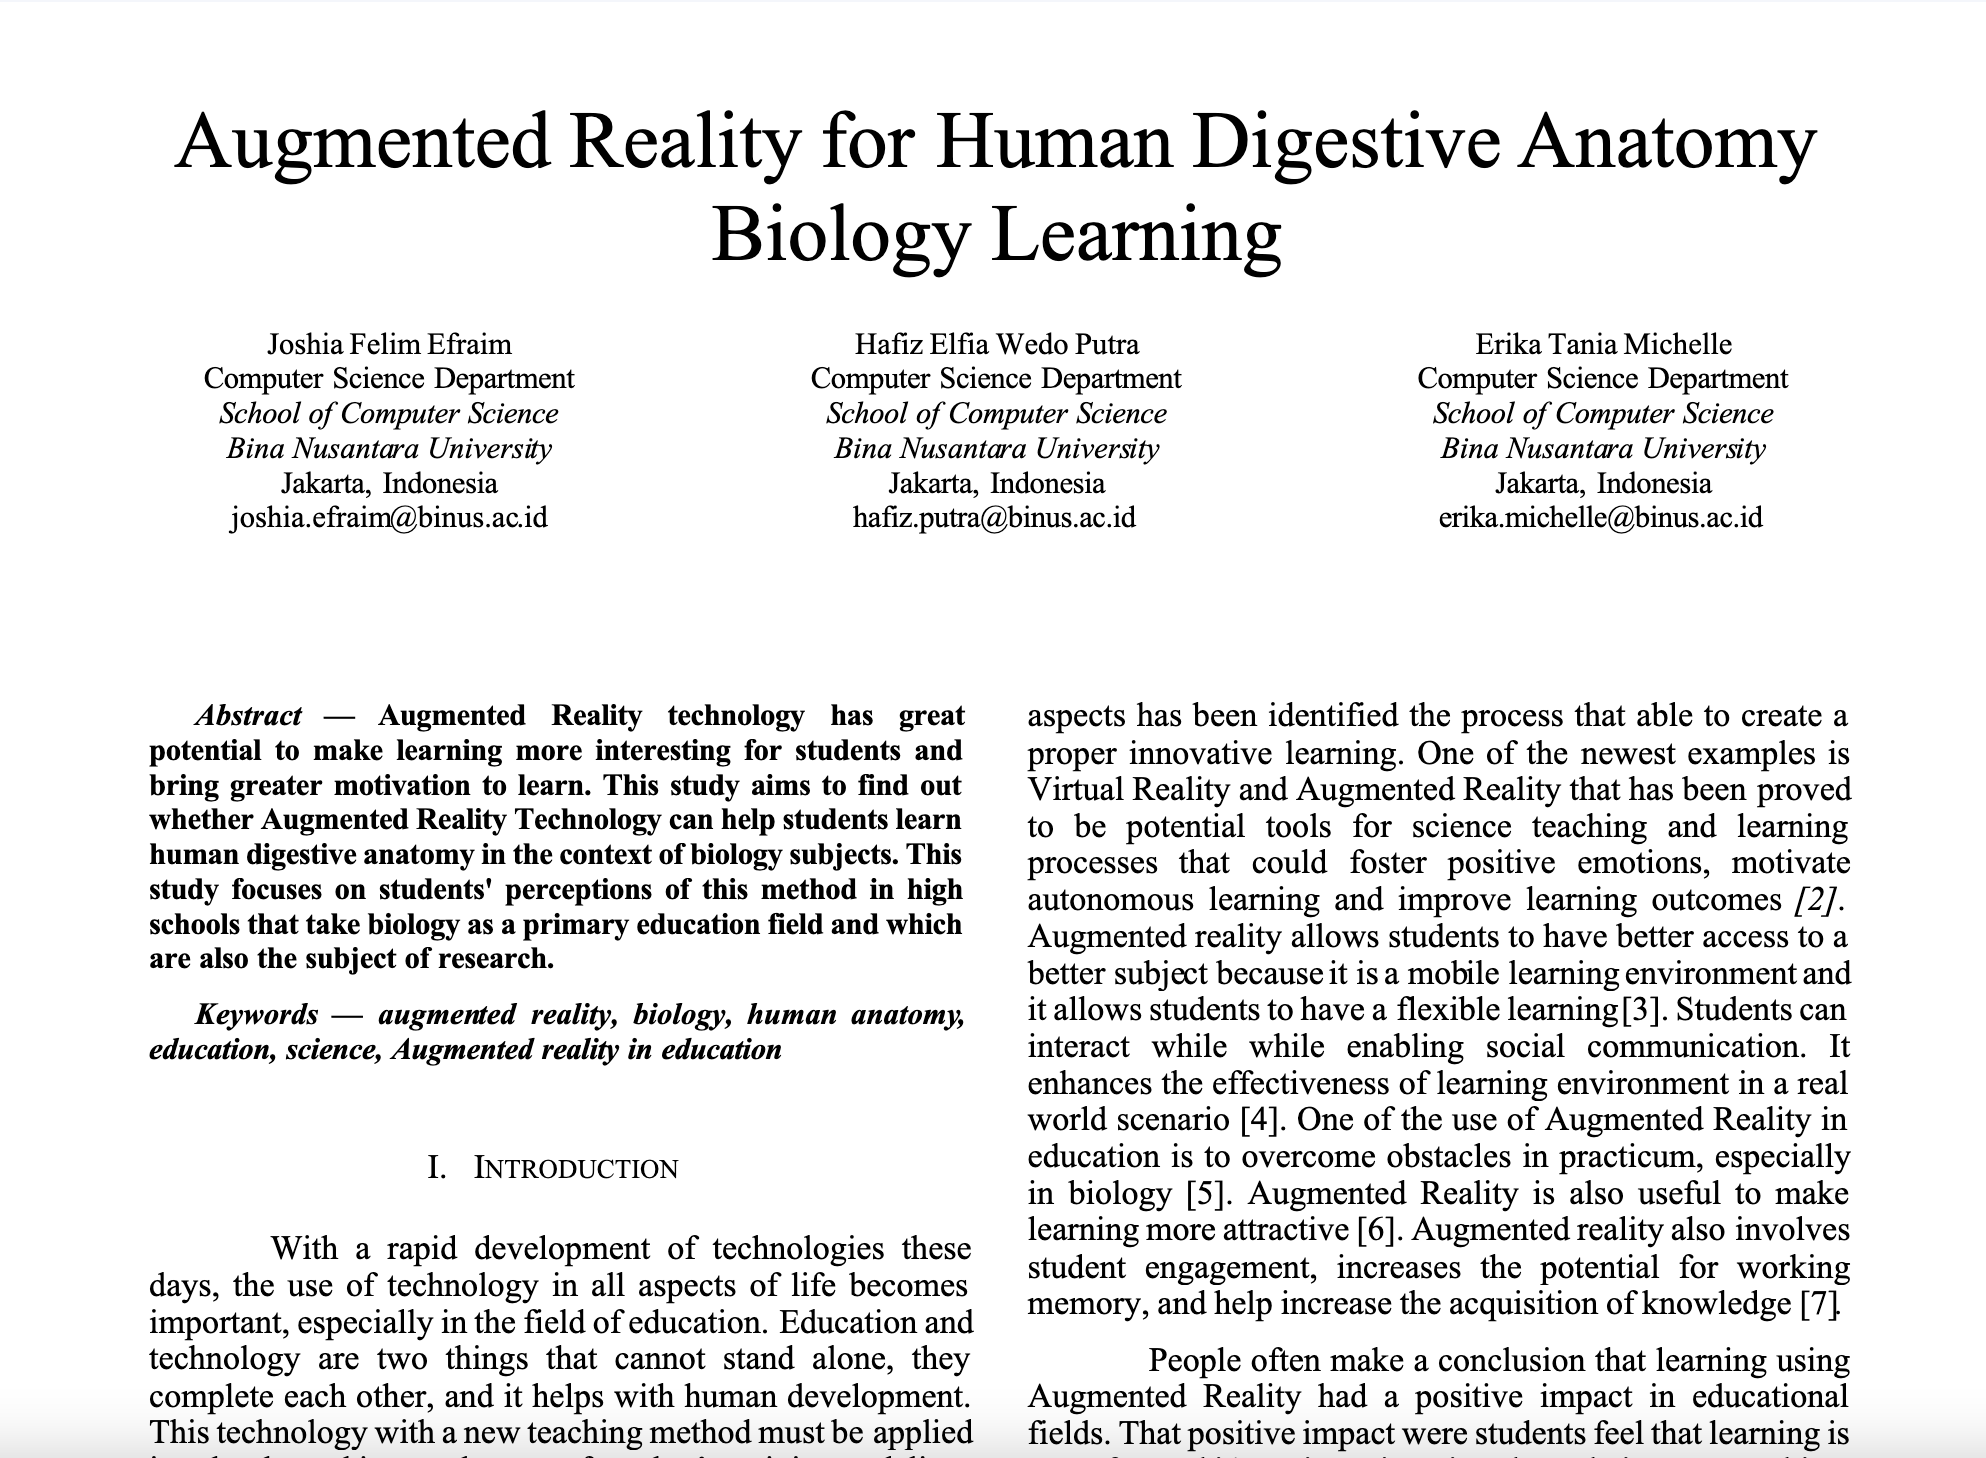 Augmented Reality for Human Digestive Anatomy
Biology Learning
Joshia Felim Efraim
Computer Science Department
School of Computer Science
Bina Nusantara University
Jakarta, Indonesia
joshia.efraim@binus.ac.id
Hafiz Elfia Wedo Putra
Computer Science Department
School of Computer Science
Bina Nusantara University
Jakarta, Indonesia
hafiz.putra@binus.ac.id
Erika Tania Michelle
Computer Science Department
School of Computer Science
Bina Nusantara University
Jakarta, Indonesia
erika.michelle@binus.ac.id
Abstract — Augmented Reality technology has great
potential to make learning more interesting for students and
bring greater motivation to learn. This study aims to find out
whether Augmented Reality Technology can help students learn
human digestive anatomy in the context of biology subjects. This
study focuses on students' perceptions of this method in high
schools that take biology as a primary education field and which
are also the subject of research.
Keywords — augmented reality, biology, human anatomy,
education, science, Augmented reality in education
I. INTRODUCTION
With a rapid development of technologies these
days, the use of technology in all aspects of life becomes
important, especially in the field of education. Education and
technology are two things that cannot stand alone, they
complete each other, and it helps with human development.
This technology with a new teaching method must be applied
aspects has been identified the process that able to create a
proper innovative learning. One of the newest examples is
Virtual Reality and Augmented Reality that has been proved
to be potential tools for science teaching and learning
processes that could foster positive emotions, motivate
autonomous learning and improve learning outcomes [2].
Augmented reality allows students to have better access to a
better subject because it is a mobile learning environment and
it allows students to have a flexible learning[3]. Students can
interact while while enabling social communication. It
enhances the effectiveness of learning environment in a real
world scenario [4]. One of the use of Augmented Reality in
education is to overcome obstacles in practicum, especially
in biology [5]. Augmented Reality is also useful to make
learning more attractive [6]. Augmented reality also involves
student engagement, increases the potential for working
memory, and help increase the acquisition of knowledge [7].
People often make a conclusion that learning using
Augmented Reality had a positive impact in educational
fields. That positive impact were students feel that learning is